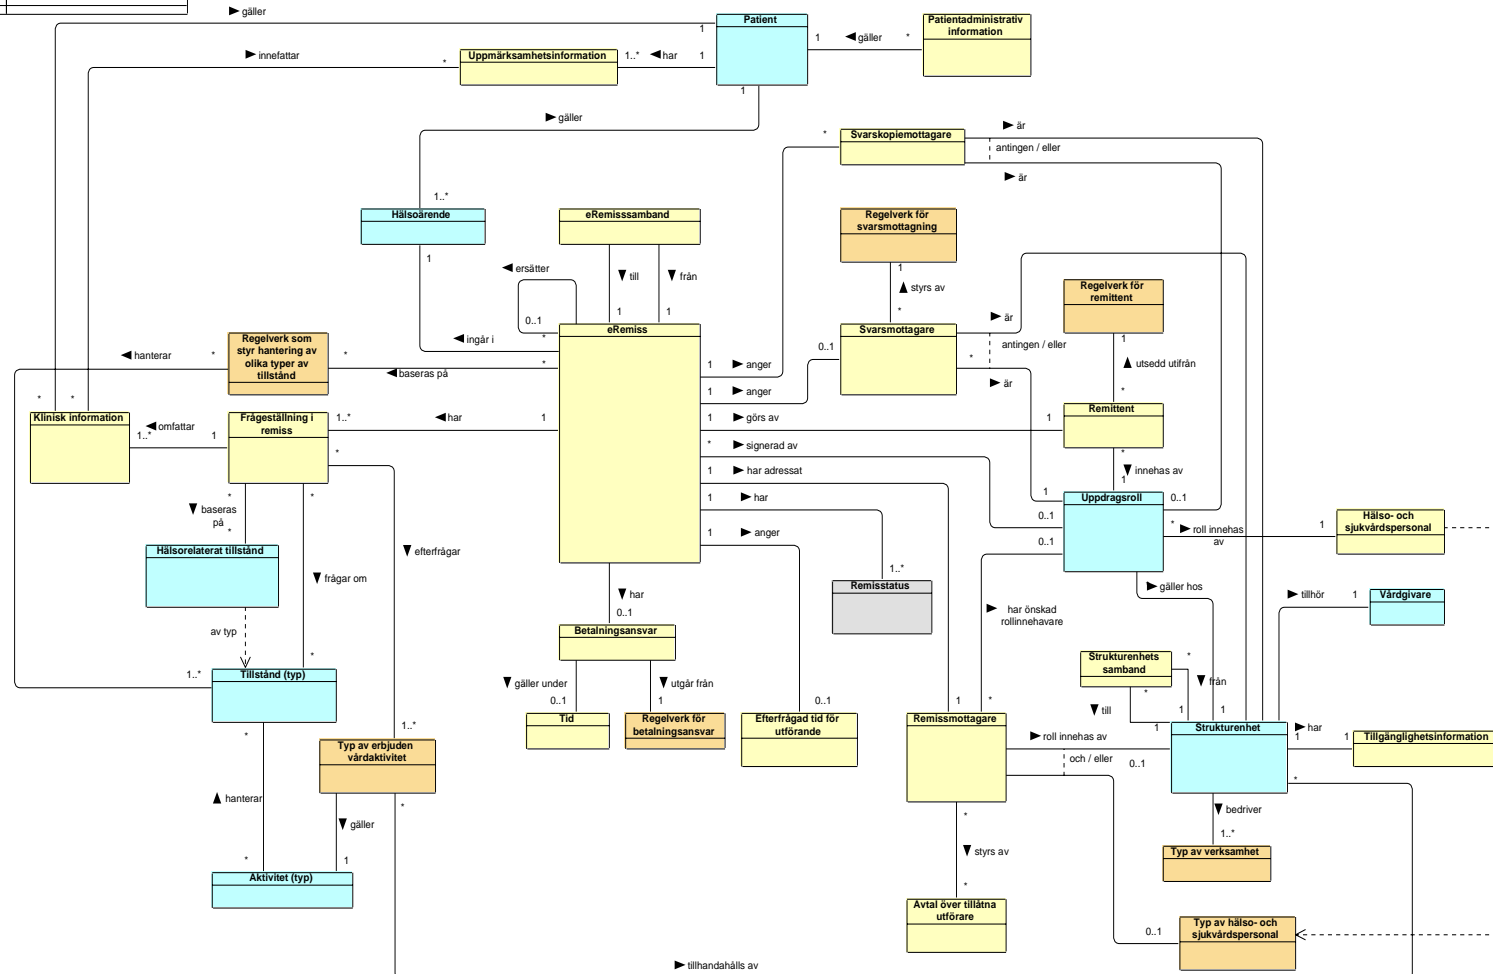 ► gäller
Patient
1
Patientadministrativ
information
1
◄ gäller
*
► innefattar
*
Uppmärksamhetsinformation
1..*
◄ har
1
1
► gäller
*
Svarskopiemottagare
► är
antingen / eller
► är
1..*
Hälsoärende
eRemisssamband
Regelverk för
svarsmottagning
1
◄ ersätter
▼ till
▼ från
1
▲ styrs av
*
Regelverk för
remittent
0..1
1
1
eRemiss
Svarsmottagare
► är
antingen / eller
► är
1
▲ utsedd utifrån
*
◄ ingår i
*
0..1
*
◄ hanterar
*
Regelverk som
styr hantering av
olika typer av
tillstånd
*
◄ baseras på
*
1
► anger
1
► anger
*
*
Klinisk information
Frågeställning i
remiss
1..*
◄ har
1
1
► görs av
1
Remittent
◄ omfattar
1..*
1
*
*
► signerad av
*
▼ innehas av
1
1
► har adressat
1
Uppdragsroll
0..1
*
▼ baseras
på
*
*
1
► har
0..1
*
► roll innehas
av
1
Hälso- och
sjukvårdspersonal
Hälsorelaterat tillstånd
▼ efterfrågar
1
► anger
0..1
▼ frågar om
1..*
Remisstatus
▼ har
0..1
► gäller hos
► tillhör
1
Vårdgivare
► har önskad
rollinnehavare
av typ
Betalningsansvar
*
1..*
Tillstånd (typ)
▼ gäller under
0..1
▼ utgår från
1
0..1
1
*
Strukturenhets
samband
*
▼ från
*
▼ till
1
1
1
*
1..*
Typ av erbjuden
vårdaktivitet
Tid
Regelverk för
betalningsansvar
Efterfrågad tid för
utförande
Remissmottagare
► roll innehas av
och / eller
0..1
Strukturenhet
► har
1
1
Tillgänglighetsinformation
*
▲ hanterar
*
▼ gäller
*
1
▼ bedriver
1..*
Typ av verksamhet
Aktivitet (typ)
*
▼ styrs av
*
Avtal över tillåtna
utförare
0..1
Typ av hälso- och
sjukvårdspersonal
► tillhandahålls av